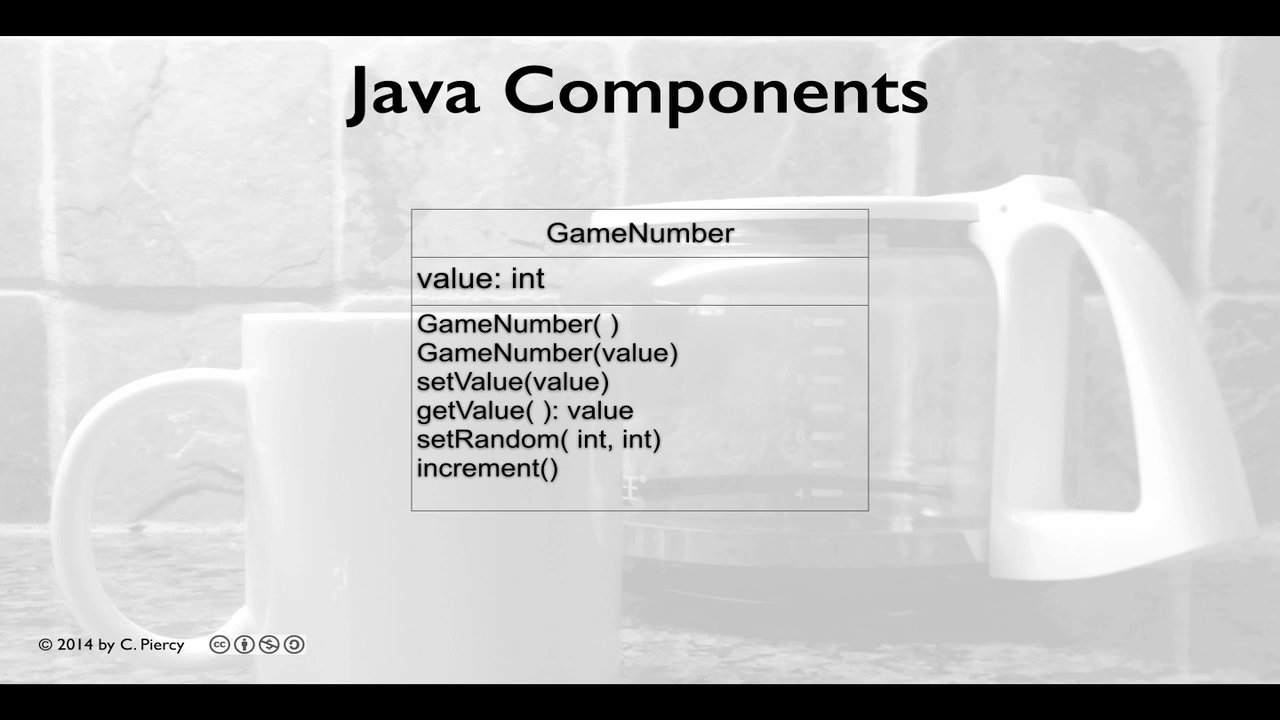 Java Components
GameNumber
value: int
GameNumber( )
GameNumber(value)
setValue(value)
getValue( ): value
setRandom( int, int)
increment()
© 2014 by C. Piercy